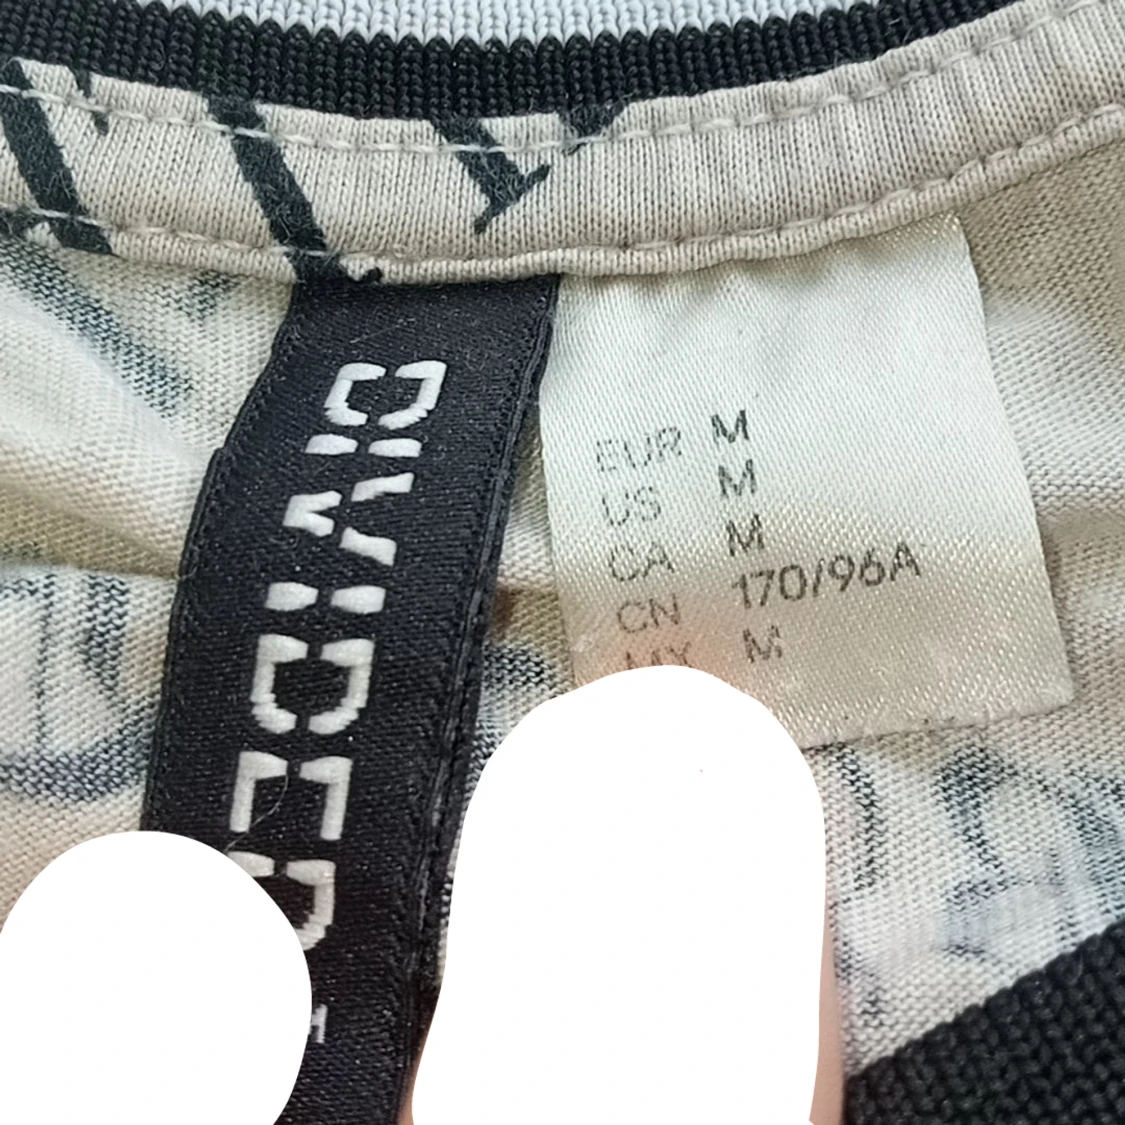 DIVIDED
EUR M
US M
CA M
CN 170/96A
MX M